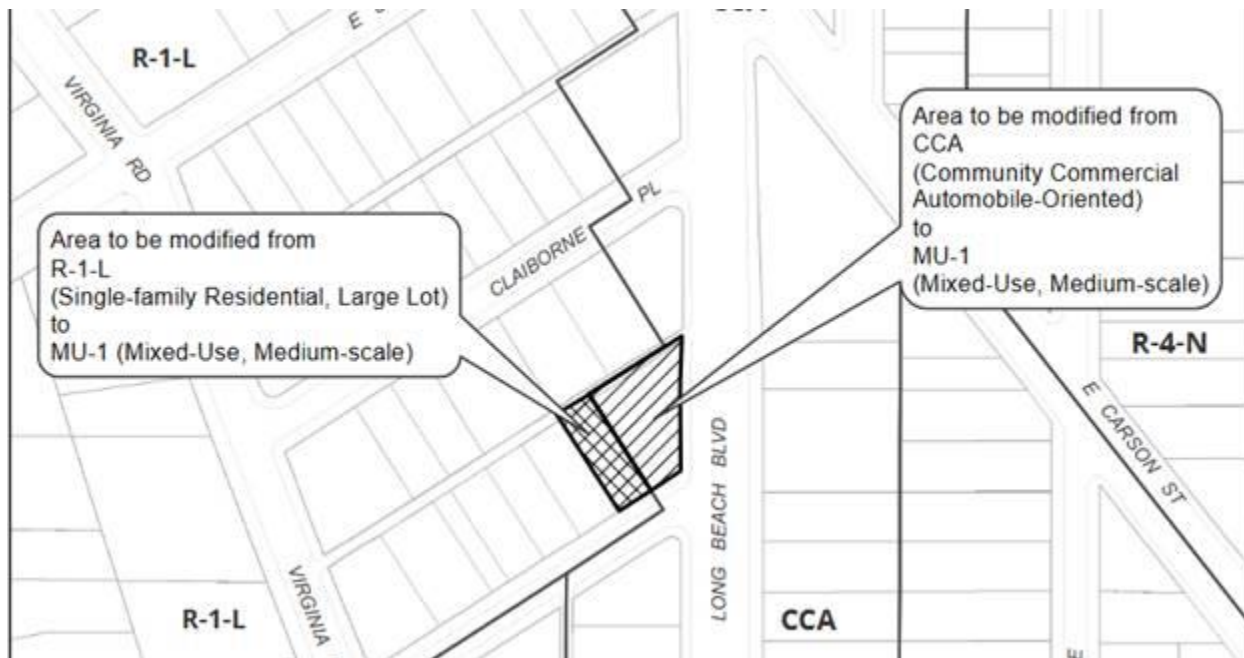 R-1-L
VIRGINIA RD
Area to be modified from
CCA
(Community Commercial
Automobile-Oriented)
to
MU-1
(Mixed-Use, Medium-scale)
Area to be modified from
R-1-L
(Single-family Residential, Large Lot)
to
MU-1 (Mixed-Use, Medium-scale)
CLAIBORNE PL
R-4-N
E CARSON ST
LONG BEACH BLVD
VIRGINIA
R-1-L
CCA
E
E